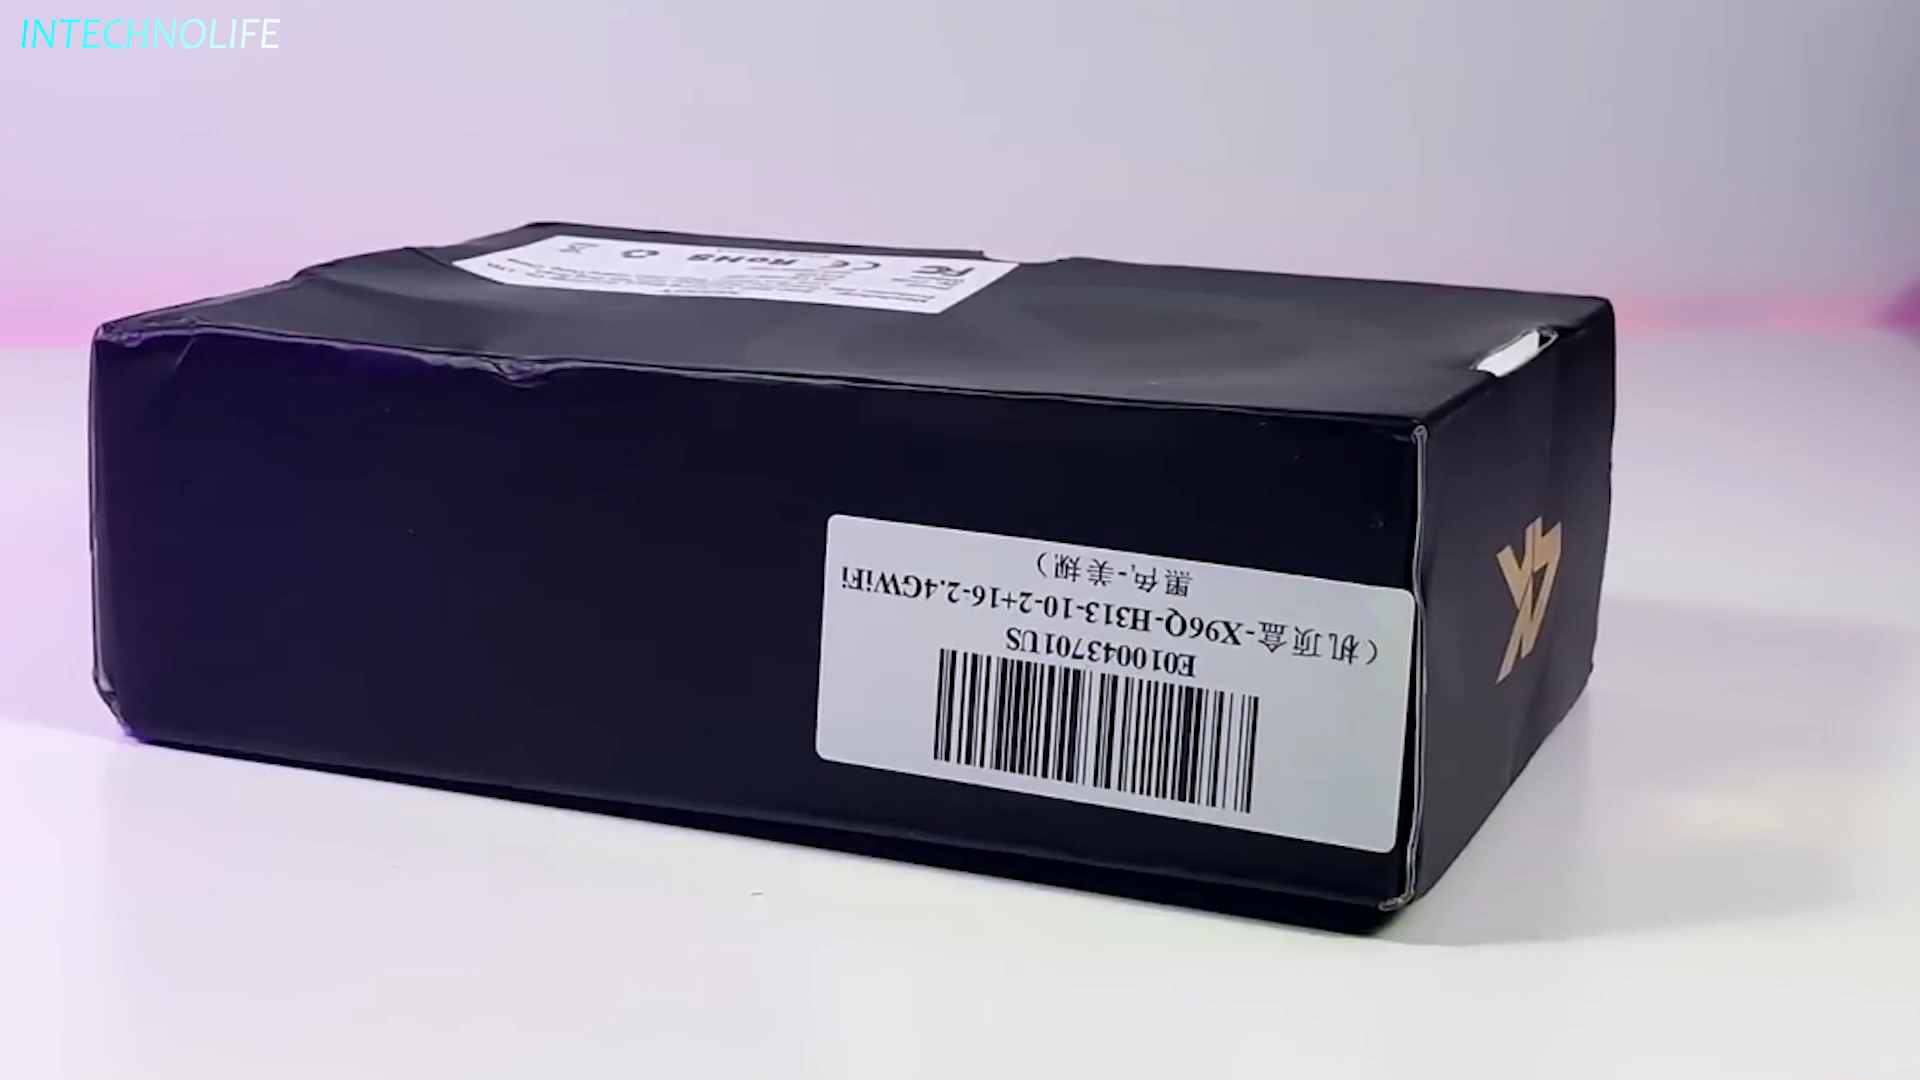 INTECHNOLIFE
FC CE RoHS
E010043701US
(机顶盒-X96Q-H313-10-2+16-2.4GWiFi
黑色-美规)
4K